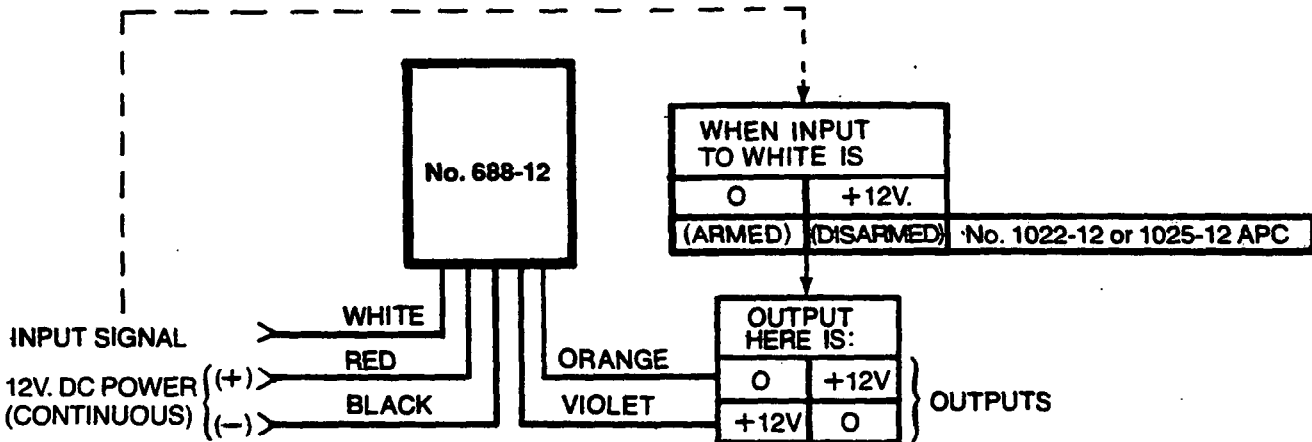 No. 688-12
WHEN INPUT
TO WHITE IS
O +12V.
(ARMED) (DISARMED) No. 1022-12 or 1025-12 APC
INPUT SIGNAL
WHITE
12V. DC POWER
(CONTINUOUS)
(+)
(−)
RED
BLACK
ORANGE
VIOLET
OUTPUT
HERE IS:
O +12V
+12V O
OUTPUTS